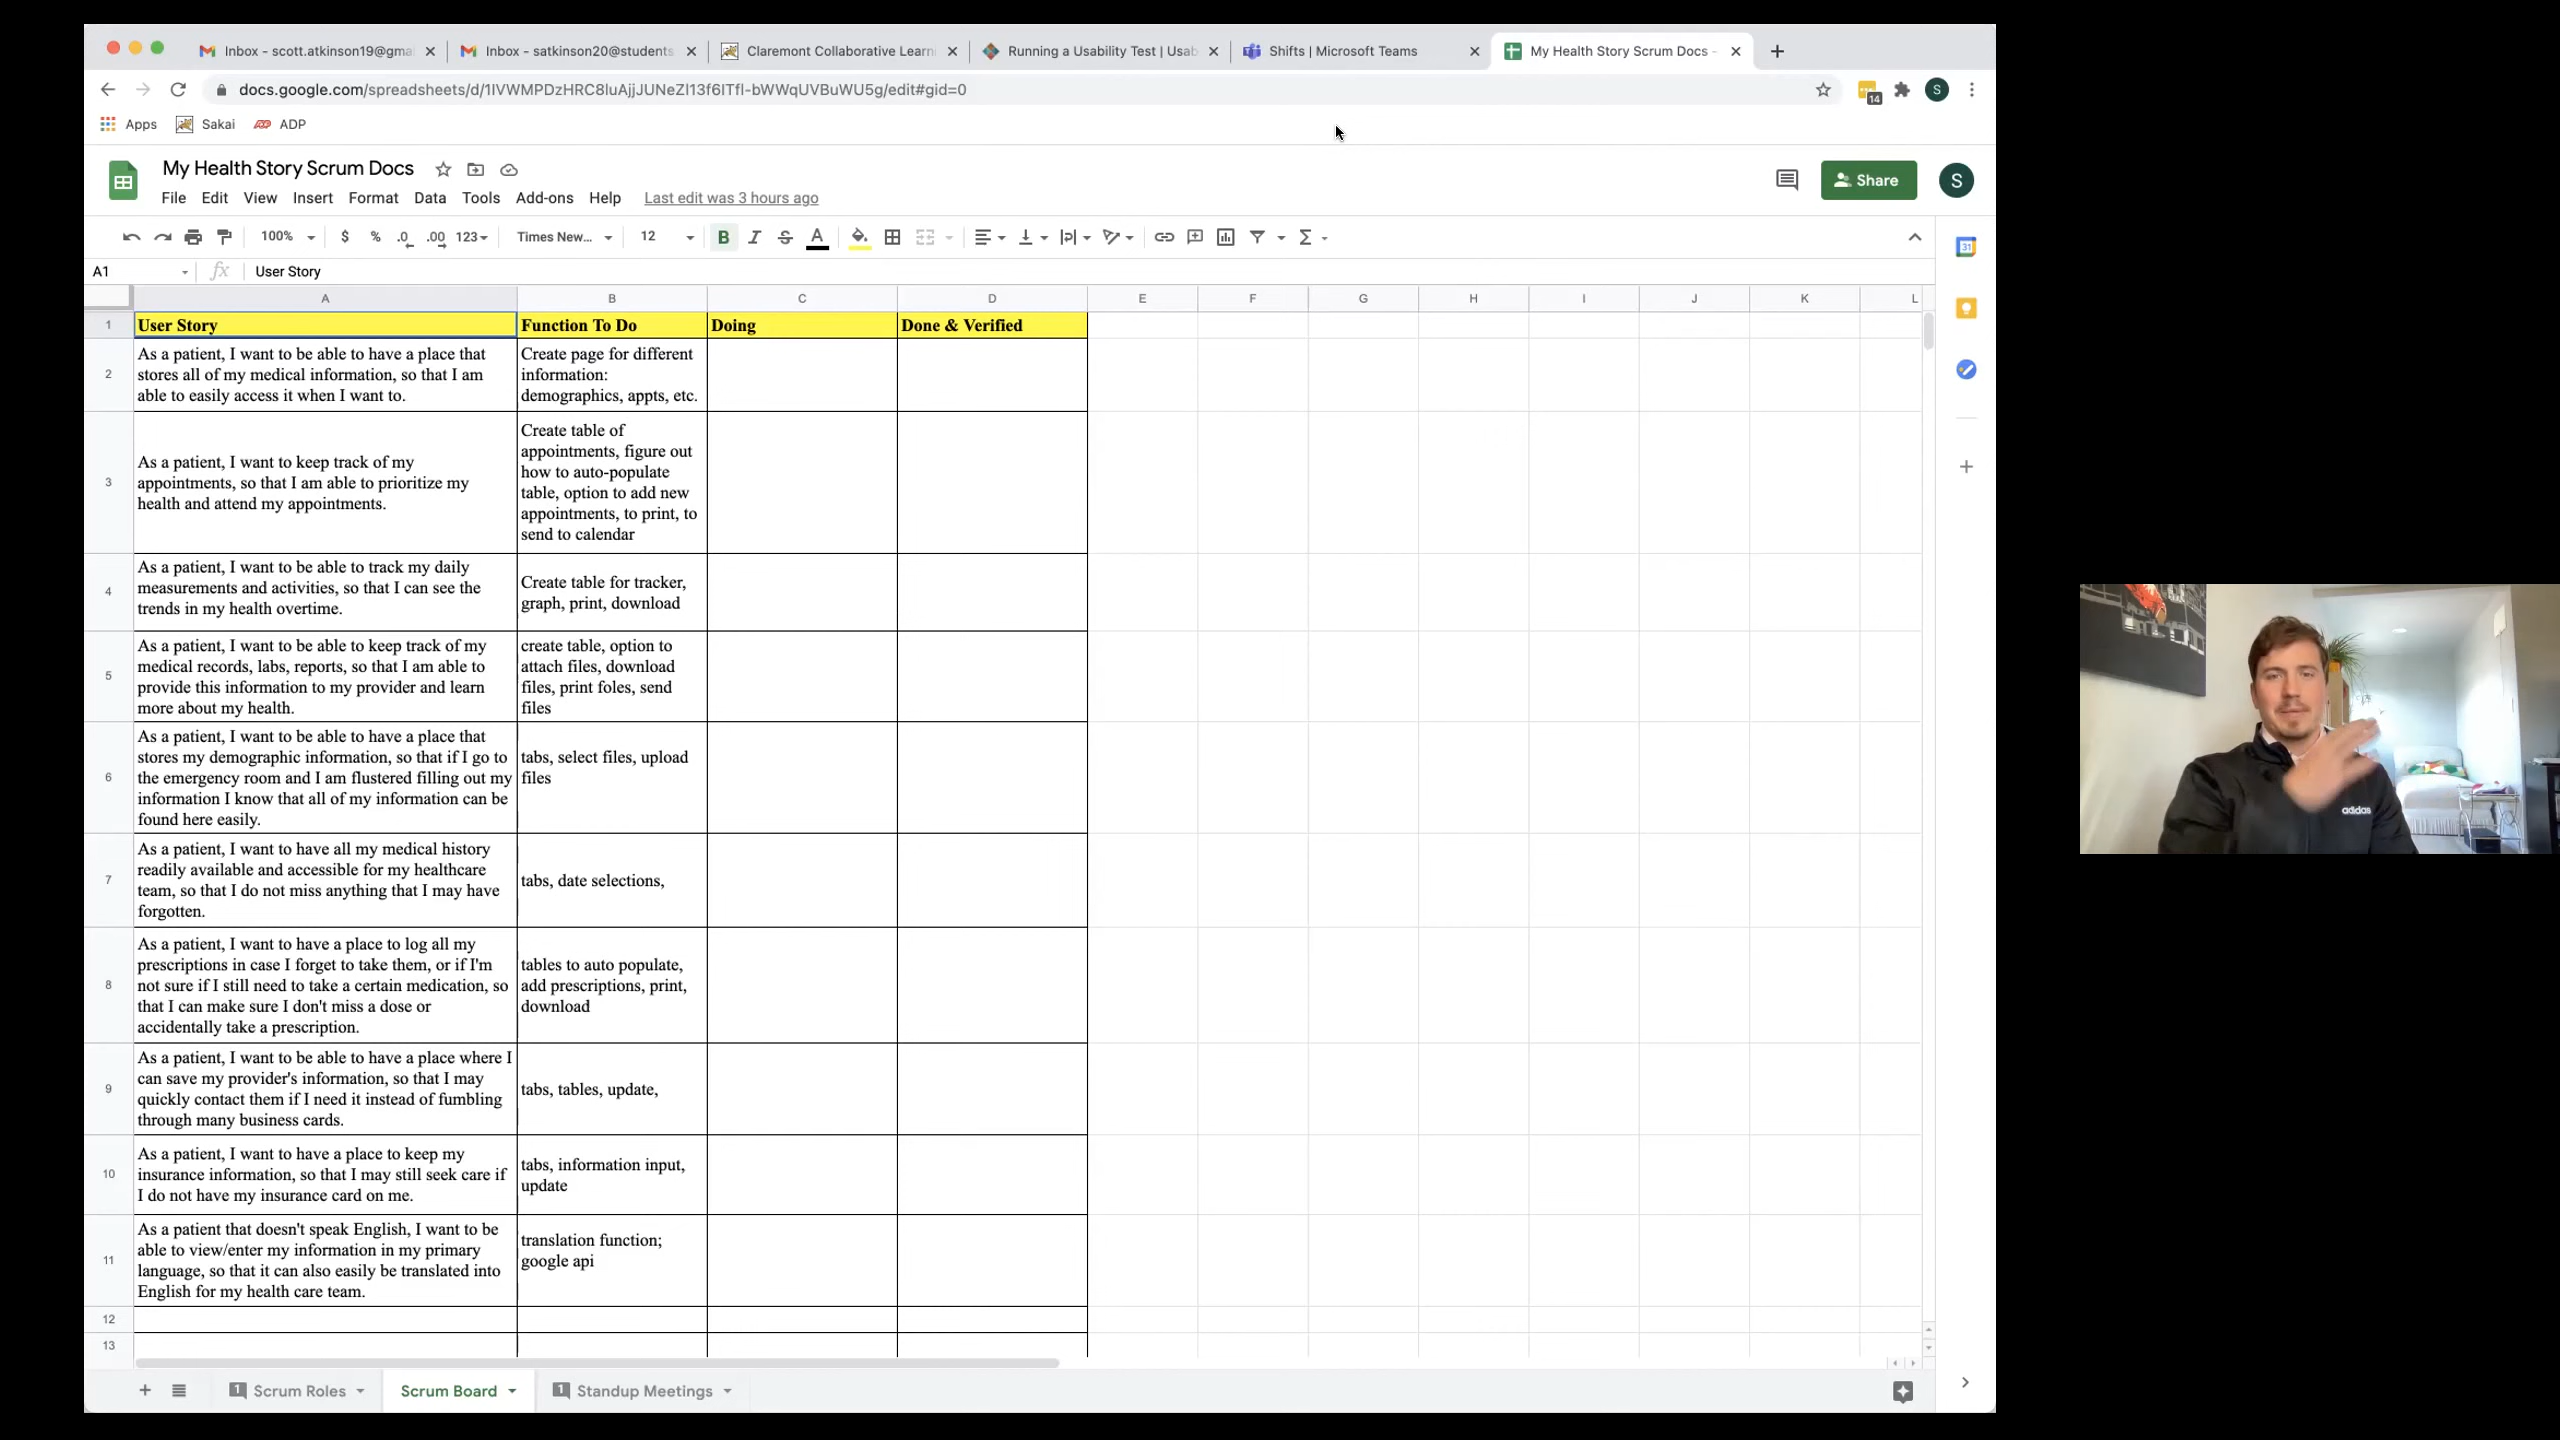 Inbox - scott.atkinson19@gma
Inbox - satkinson20@students
Claremont Collaborative Learn
Running a Usability Test | Usab
Shifts | Microsoft Teams
My Health Story Scrum Docs -
docs.google.com/spreadsheets/d/1IVWMPDzHRC8luAjjJUNeZI13f6ITfl-bWWqUVBuWU5g/edit#gid=0
14
S
Apps
Sakai
ADP
My Health Story Scrum Docs
File Edit View Insert Format Data Tools Add-ons Help Last edit was 3 hours ago
Share
S
100% $ % .0 .00 123 Times New... 12 B I S A
31
A1 fx User Story
A B C D E F G H I J K L
1 User Story Function To Do Doing Done & Verified
2
As a patient, I want to be able to have a place that
stores all of my medical information, so that I am
able to easily access it when I want to.
Create page for different
information:
demographics, appts, etc.
3
As a patient, I want to keep track of my
appointments, so that I am able to prioritize my
health and attend my appointments.
Create table of
appointments, figure out
how to auto-populate
table, option to add new
appointments, to print, to
send to calendar
4
As a patient, I want to be able to track my daily
measurements and activities, so that I can see the
trends in my health overtime.
Create table for tracker,
graph, print, download
5
As a patient, I want to be able to keep track of my
medical records, labs, reports, so that I am able to
provide this information to my provider and learn
more about my health.
create table, option to
attach files, download
files, print foles, send
files
6
As a patient, I want to be able to have a place that
stores my demographic information, so that if I go to
the emergency room and I am flustered filling out my
information I know that all of my information can be
found here easily.
tabs, select files, upload
files
7
As a patient, I want to have all my medical history
readily available and accessible for my healthcare
team, so that I do not miss anything that I may have
forgotten.
tabs, date selections,
8
As a patient, I want to have a place to log all my
prescriptions in case I forget to take them, or if I'm
not sure if I still need to take a certain medication, so
that I can make sure I don't miss a dose or
accidentally take a prescription.
tables to auto populate,
add prescriptions, print,
download
9
As a patient, I want to be able to have a place where I
can save my provider's information, so that I may
quickly contact them if I need it instead of fumbling
through many business cards.
tabs, tables, update,
10
As a patient, I want to have a place to keep my
insurance information, so that I may still seek care if
I do not have my insurance card on me.
tabs, information input,
update
11
As a patient that doesn't speak English, I want to be
able to view/enter my information in my primary
language, so that it can also easily be translated into
English for my health care team.
translation function;
google api
12
13
1 Scrum Roles
Scrum Board
1 Standup Meetings
adidas